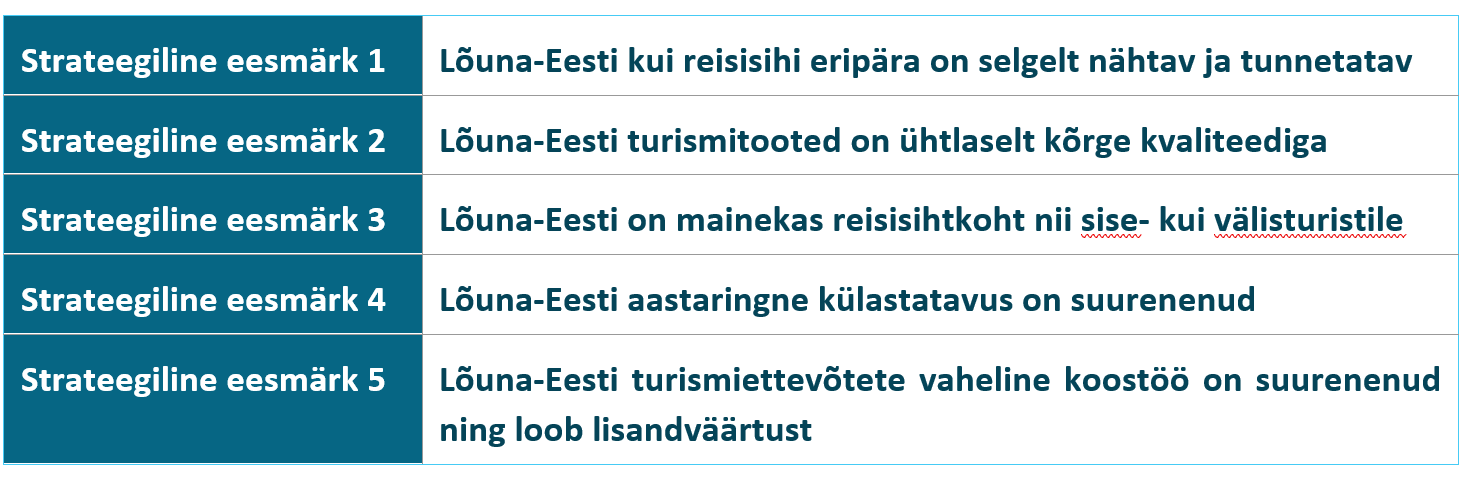 Strateegiline eesmärk 1 Lõuna-Eesti kui reisisihi eripära on selgelt nähtav ja tunnetatav
Strateegiline eesmärk 2 Lõuna-Eesti turismitooted on ühtlaselt kõrge kvaliteediga
Strateegiline eesmärk 3 Lõuna-Eesti on mainekas reisisihtkoht nii sise- kui välisturistile
Strateegiline eesmärk 4 Lõuna-Eesti aastaringne külastatavus on suurenenud
Strateegiline eesmärk 5 Lõuna-Eesti turismiettevõtete vaheline koostöö on suurenenud
ning loob lisandväärtust